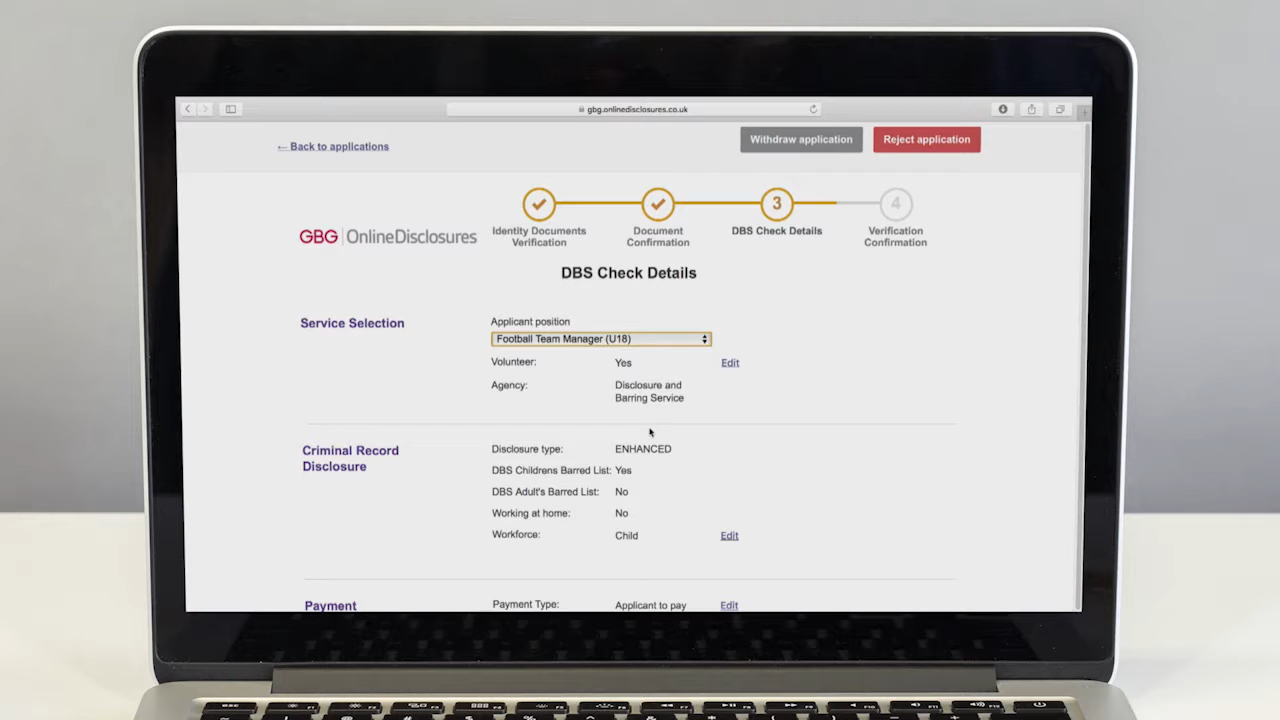 gbg.onlinedisclosures.co.uk
← Back to applications
Withdraw application
Reject application
GBG | OnlineDisclosures
Identity Documents
Verification
Document
Confirmation
3
DBS Check Details
4
Verification
Confirmation
DBS Check Details
Service Selection
Applicant position
Football Team Manager (U18)
Volunteer: Yes Edit
Agency: Disclosure and
Barring Service
Criminal Record
Disclosure
Disclosure type: ENHANCED
DBS Childrens Barred List: Yes
DBS Adult's Barred List: No
Working at home: No
Workforce: Child Edit
Payment
Payment Type: Applicant to pay Edit